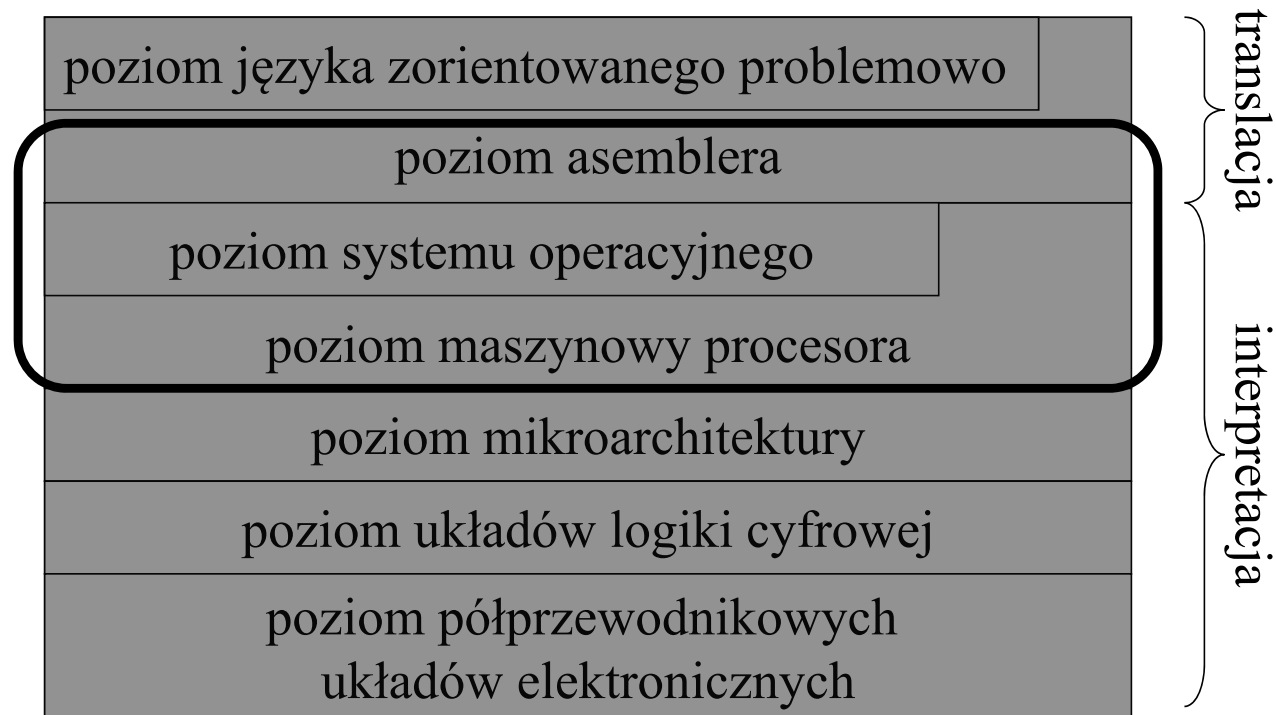 poziom języka zorientowanego problemowo
poziom asemblera
poziom systemu operacyjnego
poziom maszynowy procesora
poziom mikroarchitektury
poziom układów logiki cyfrowej
poziom półprzewodnikowych
układów elektronicznych
translacja
interpretacja